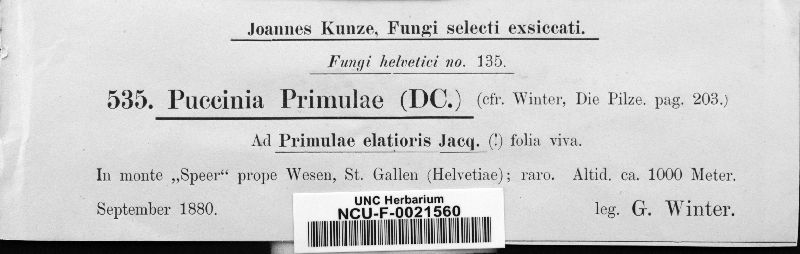 Joannes Kunze, Fungi selecti exsiccati.
Fungi helvetici no. 135.
535. Puccinia Primulae (DC.) (cfr. Winter, Die Pilze. pag. 203.)
Ad Primulae elatioris Jacq. (!) folia viva.
In monte „Speer“ prope Wesen, St. Gallen (Helvetiae); raro. Altid. ca. 1000 Meter.
September 1880. leg. G. Winter.
UNC Herbarium
NCU-F-0021560